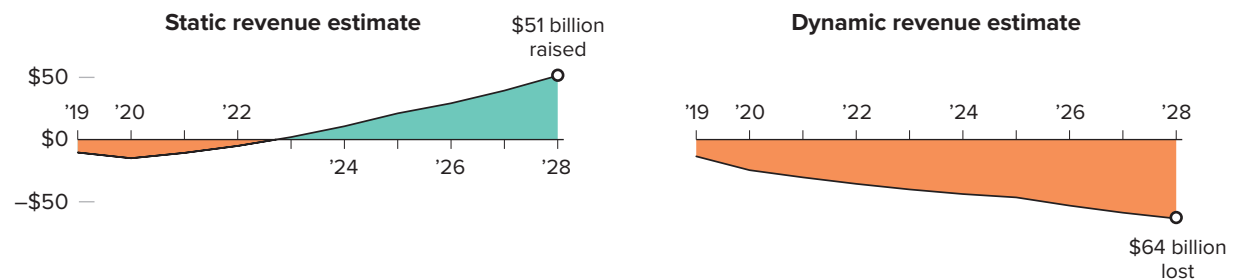 Static revenue estimate
$51 billion
raised
$50
’19 ’20 ’22
$0
’24 ’26 ’28
–$50
Dynamic revenue estimate
’19 ’20 ’22 ’24 ’26 ’28
$64 billion
lost